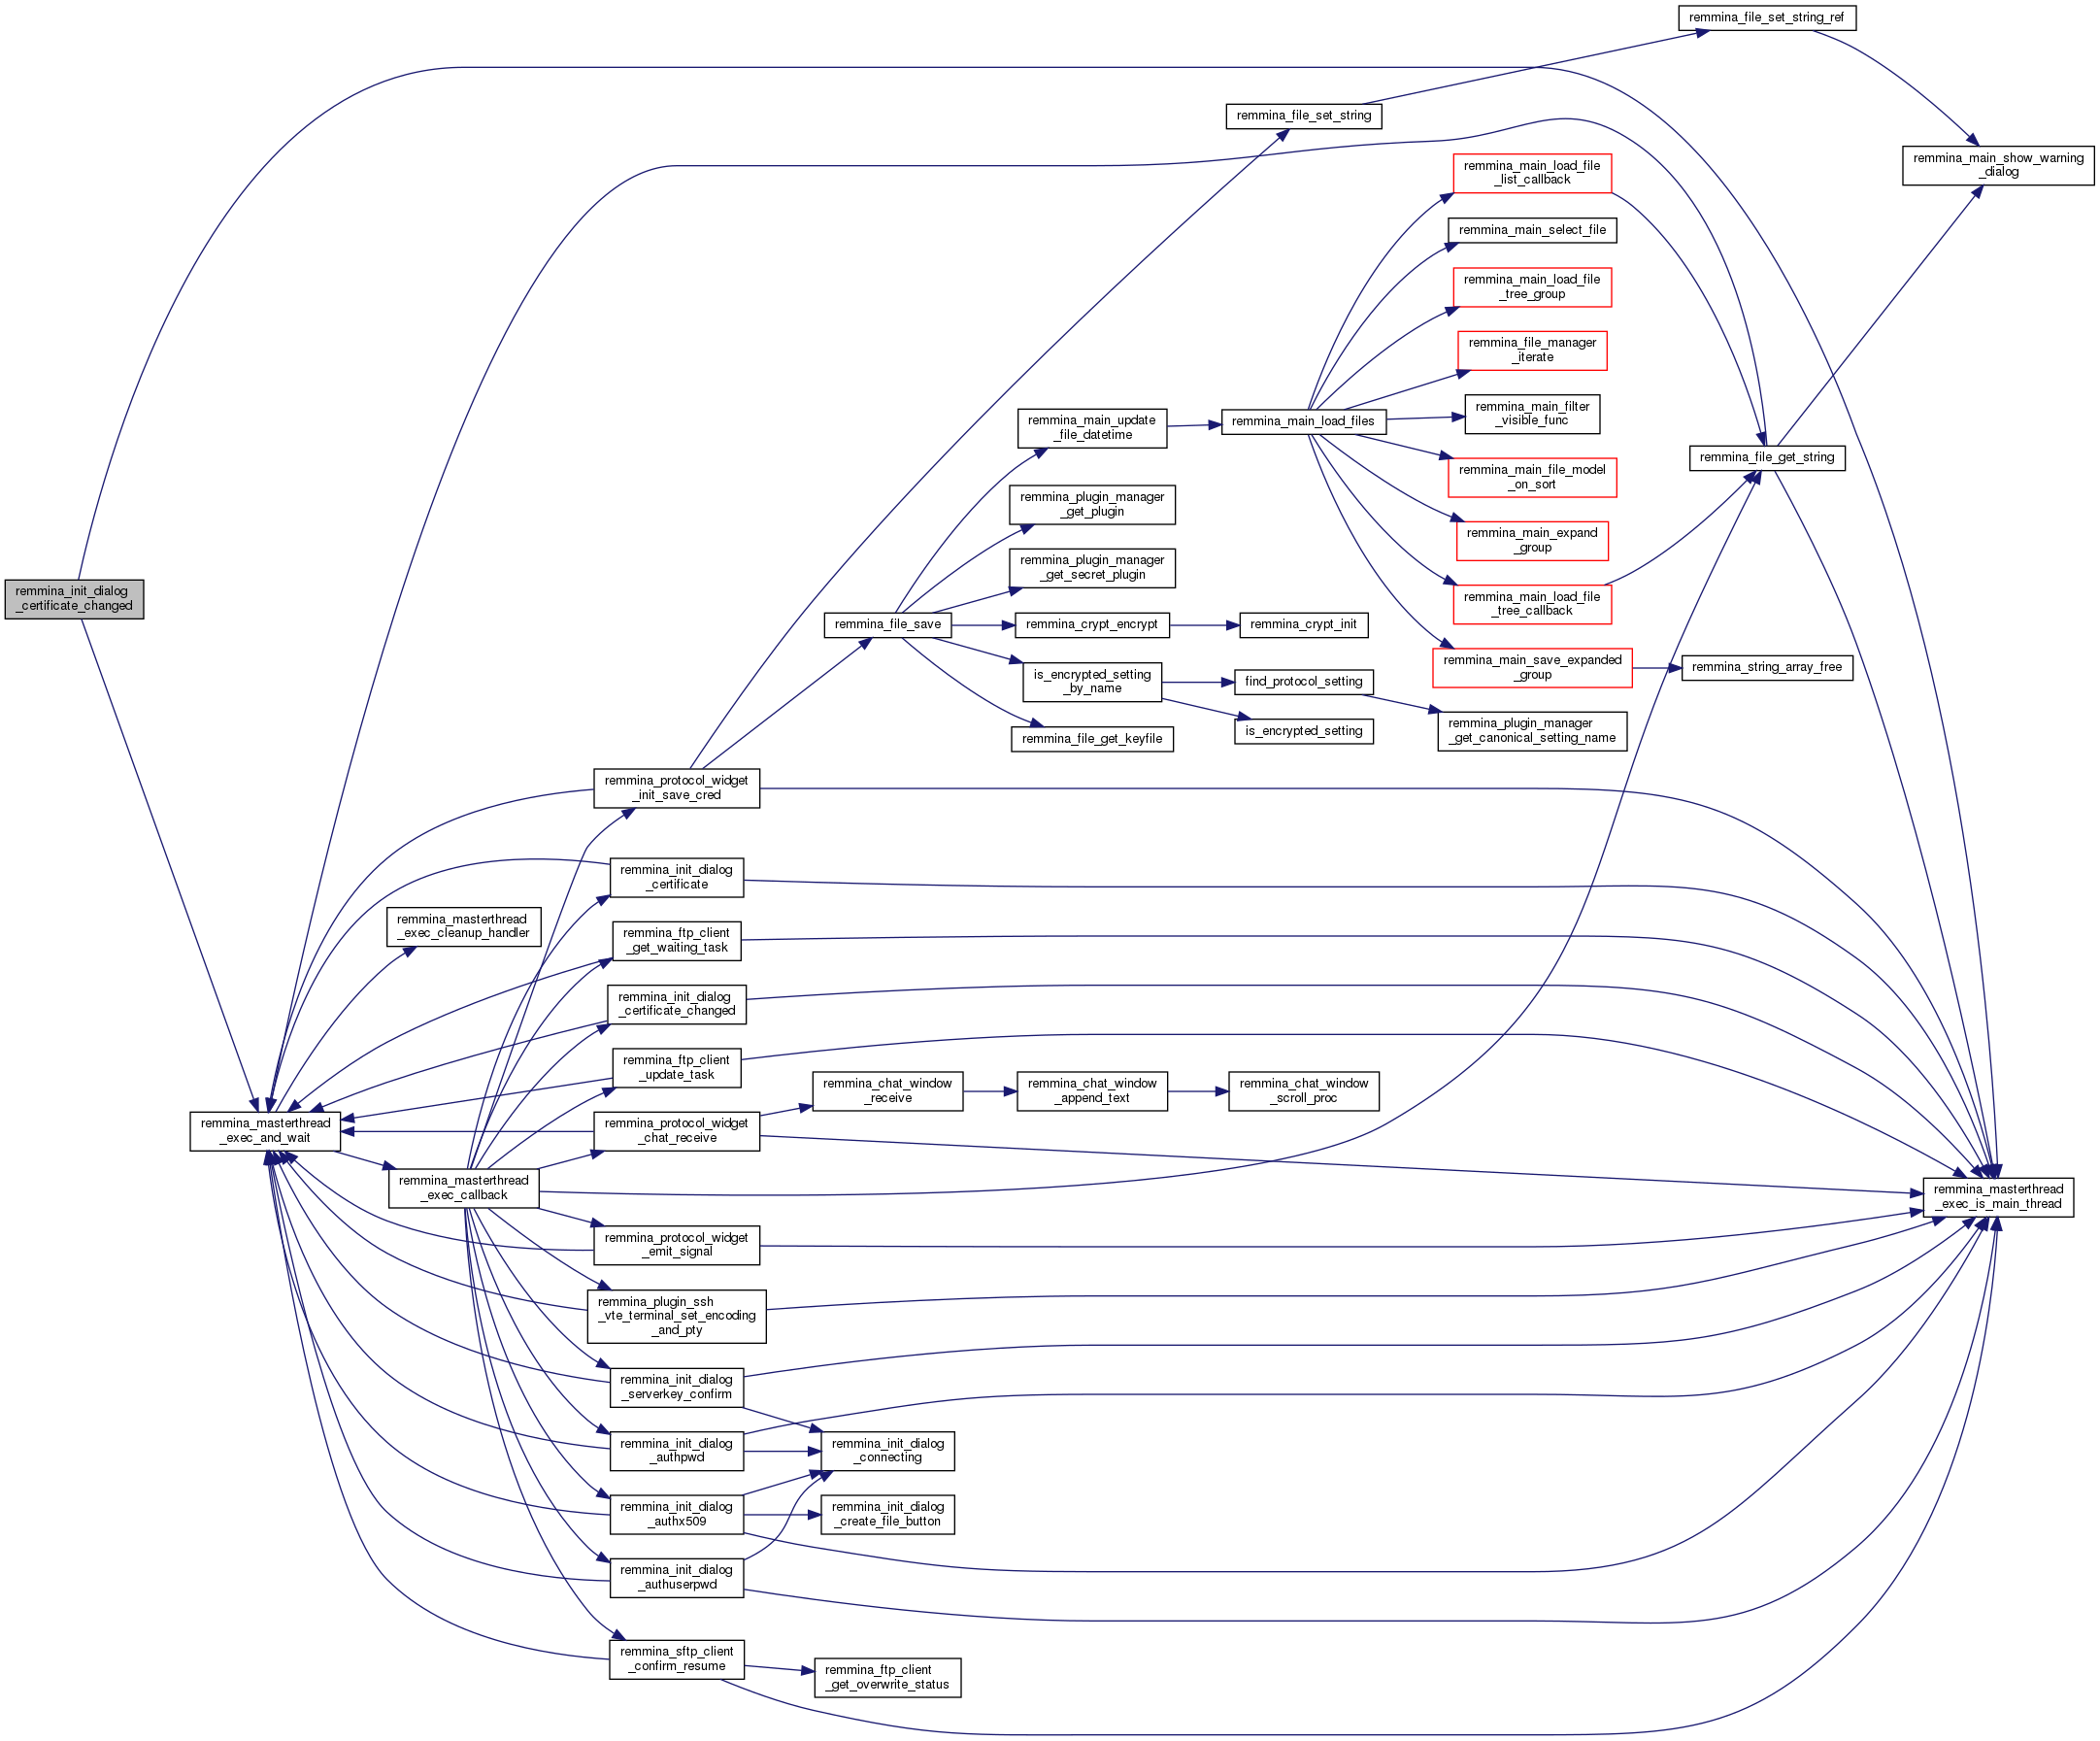 remmina_file_set_string_ref
remmina_file_set_string
remmina_main_show_warning
_dialog
remmina_main_load_file
_list_callback
remmina_main_select_file
remmina_main_load_file
_tree_group
remmina_file_manager
_iterate
remmina_main_filter
_visible_func
remmina_main_update
_file_datetime
remmina_main_load_files
remmina_main_file_model
_on_sort
remmina_file_get_string
remmina_plugin_manager
_get_plugin
remmina_main_expand
_group
remmina_plugin_manager
_get_secret_plugin
remmina_init_dialog
_certificate_changed
remmina_main_load_file
_tree_callback
remmina_file_save
remmina_crypt_encrypt
remmina_crypt_init
remmina_main_save_expanded
_group
remmina_string_array_free
is_encrypted_setting
_by_name
find_protocol_setting
is_encrypted_setting
remmina_plugin_manager
_get_canonical_setting_name
remmina_file_get_keyfile
remmina_protocol_widget
_init_save_cred
remmina_init_dialog
_certificate
remmina_masterthread
_exec_cleanup_handler
remmina_ftp_client
_get_waiting_task
remmina_init_dialog
_certificate_changed
remmina_ftp_client
_update_task
remmina_chat_window
_receive
remmina_chat_window
_append_text
remmina_chat_window
_scroll_proc
remmina_masterthread
_exec_and_wait
remmina_protocol_widget
_chat_receive
remmina_masterthread
_exec_callback
remmina_masterthread
_exec_is_main_thread
remmina_protocol_widget
_emit_signal
remmina_plugin_ssh
_vte_terminal_set_encoding
_and_pty
remmina_init_dialog
_serverkey_confirm
remmina_init_dialog
_authpwd
remmina_init_dialog
_connecting
remmina_init_dialog
_authx509
remmina_init_dialog
_create_file_button
remmina_init_dialog
_authuserpwd
remmina_sftp_client
_confirm_resume
remmina_ftp_client
_get_overwrite_status